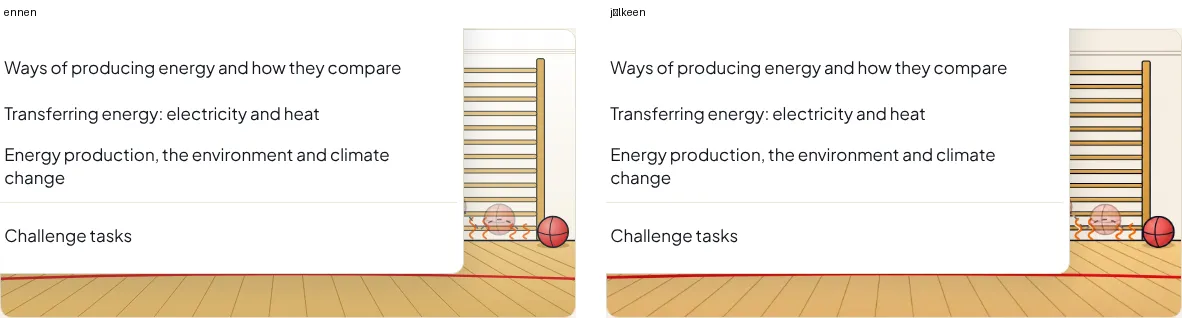 ennen
Ways of producing energy and how they compare
Transferring energy: electricity and heat
Energy production, the environment and climate
change
Challenge tasks
j▯lkeen
Ways of producing energy and how they compare
Transferring energy: electricity and heat
Energy production, the environment and climate
change
Challenge tasks